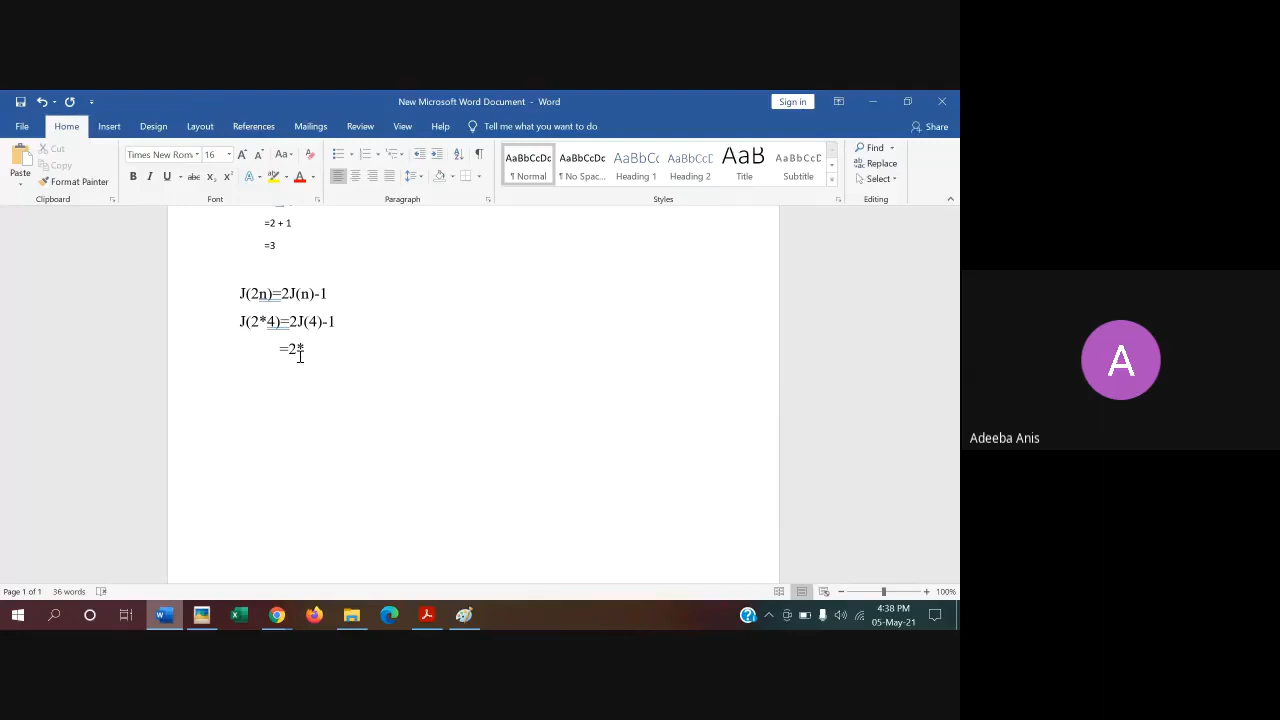 New Microsoft Word Document - Word
Sign in
File Home Insert Design Layout References Mailings Review View Help Tell me what you want to do
Share
Paste
Cut
Copy
Format Painter
Clipboard
Times New Rom 16
Font
Paragraph
AaBbCcDc
¶ Normal
AaBbCcDc
¶ No Spac...
AaBbCc
Heading 1
AaBbCcC
Heading 2
AaB
Title
AaBbCcC
Subtitle
Styles
Find
Replace
Select
Editing
=2 + 1
=3
J(2n)=2J(n)-1
J(2*4)=2J(4)-1
=2*
A
Adeeba Anis
Page 1 of 1 36 words
100%
4:38 PM
05-May-21